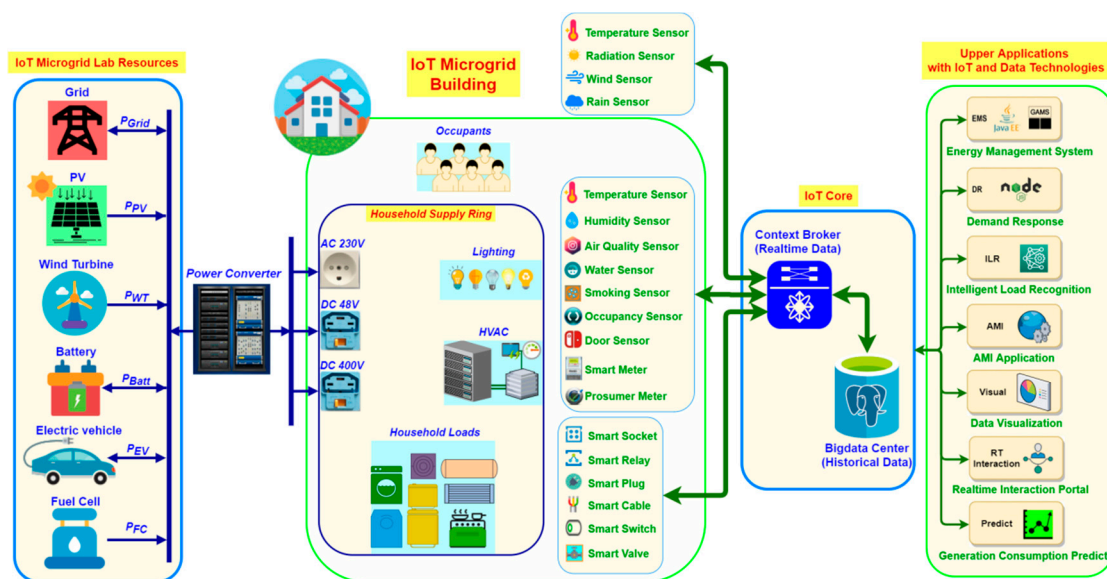 IoT Microgrid Lab Resources
Grid
PGrid
PV
PPV
Wind Turbine
PWT
Battery
PBatt
Electric vehicle
PEV
Fuel Cell
PFC
Power Converter
IoT Microgrid
Building
Occupants
Household Supply Ring
AC 230V
DC 48V
DC 400V
Lighting
HVAC
Household Loads
Temperature Sensor
Radiation Sensor
Wind Sensor
Rain Sensor
Temperature Sensor
Humidity Sensor
Air Quality Sensor
Water Sensor
Smoking Sensor
Occupancy Sensor
Door Sensor
Smart Meter
Prosumer Meter
Smart Socket
Smart Relay
Smart Plug
Smart Cable
Smart Switch
Smart Valve
IoT Core
Context Broker
(Realtime Data)
Bigdata Center
(Historical Data)
Upper Applications
with IoT and Data Technologies
EMS
Java EE
GAMS
Energy Management System
DR
node
Demand Response
ILR
Intelligent Load Recognition
AMI
AMI Application
Visual
Data Visualization
RT
Interaction
Realtime Interaction Portal
Predict
Generation Consumption Predict